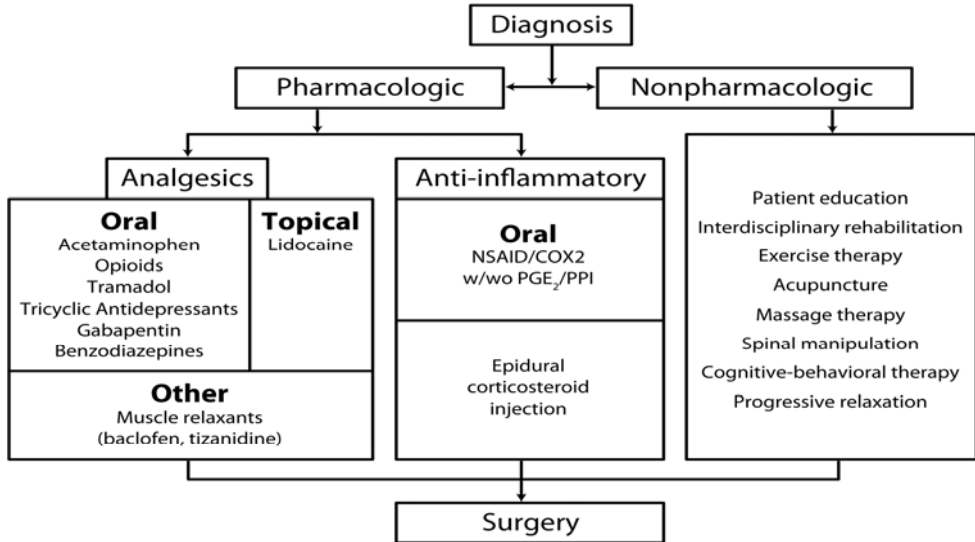 Diagnosis
Pharmacologic
Nonpharmacologic
Analgesics
Oral
Acetaminophen
Opioids
Tramadol
Tricyclic Antidepressants
Gabapentin
Benzodiazepines
Topical
Lidocaine
Other
Muscle relaxants
(baclofen, tizanidine)
Anti-inflammatory
Oral
NSAID/COX2
w/wo PGE₂/PPI
Epidural
corticosteroid
injection
Patient education
Interdisciplinary rehabilitation
Exercise therapy
Acupuncture
Massage therapy
Spinal manipulation
Cognitive-behavioral therapy
Progressive relaxation
Surgery